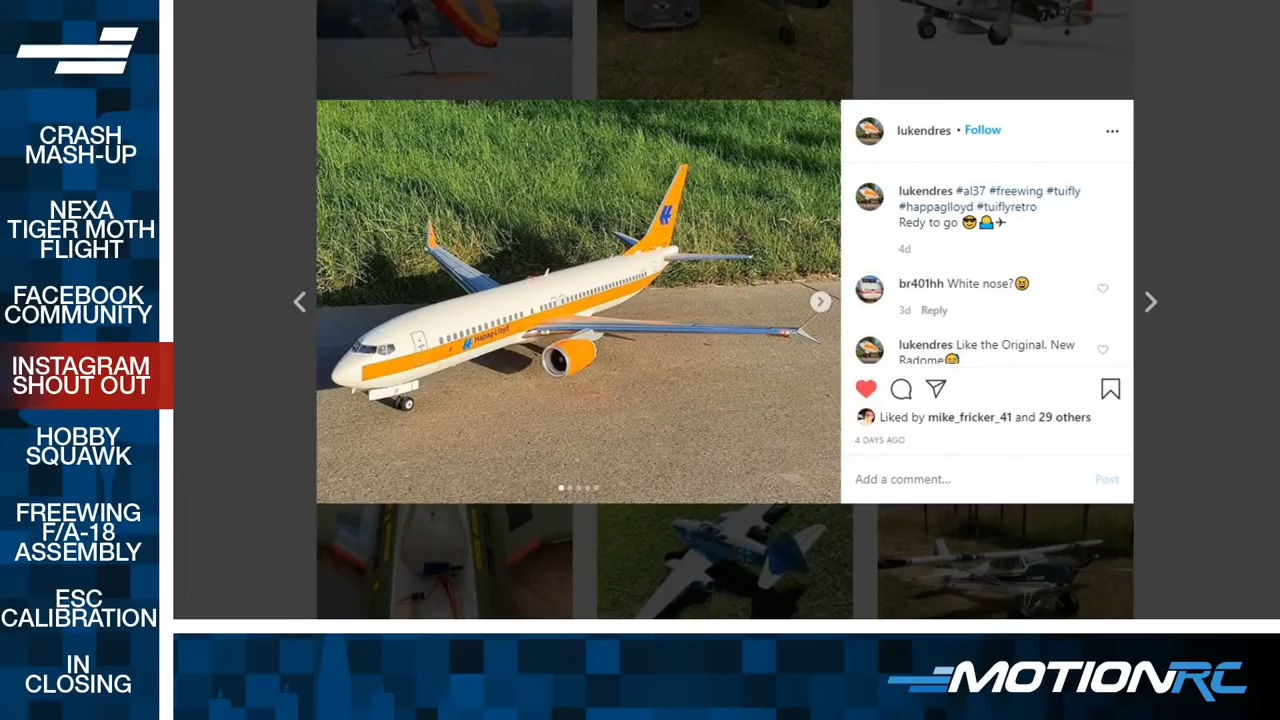 CRASH
MASH-UP
NEXA
TIGER MOTH
FLIGHT
FACEBOOK
COMMUNITY
INSTAGRAM
SHOUT OUT
HOBBY
SQUAWK
FREEWING
F/A-18
ASSEMBLY
ESC
CALIBRATION
IN
CLOSING
Hapag-Lloyd
lukendres • Follow
lukendres #al37 #freewing #tuifly
#happaglloyd #tuiflyretro
Redy to go 😎🤷✈
4d
br401hh White nose?😆
3d Reply
lukendres Like the Original. New
Radome😅
Liked by mike_fricker_41 and 29 others
4 DAYS AGO
Add a comment... Post
MOTION RC